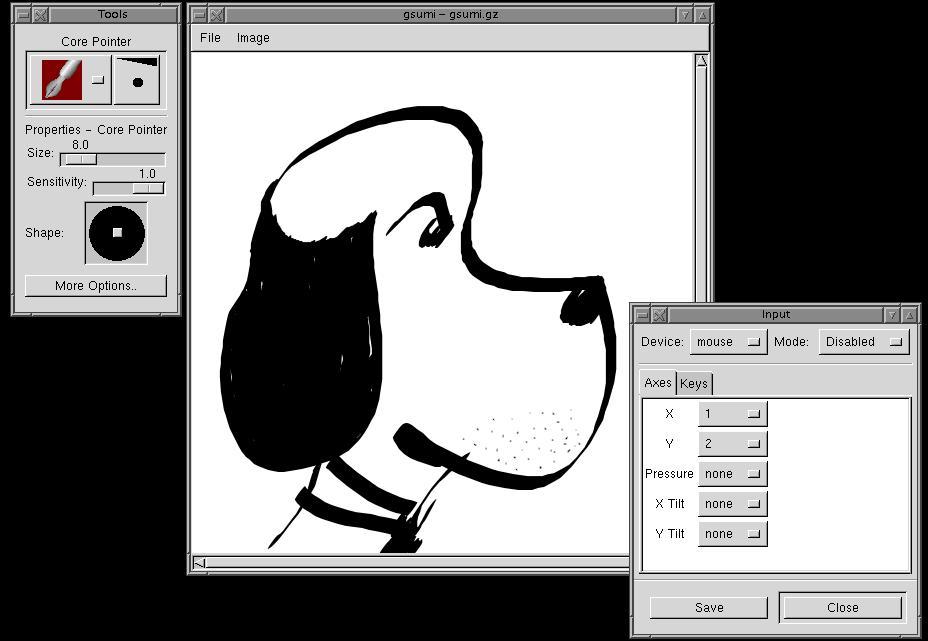 Tools
Core Pointer
Properties – Core Pointer
8.0
Size:
1.0
Sensitivity:
Shape:
More Options..
gsumi – gsumi.gz
File Image
Input
Device: mouse Mode: Disabled
Axes Keys
X 1
Y 2
Pressure none
X Tilt none
Y Tilt none
Save Close